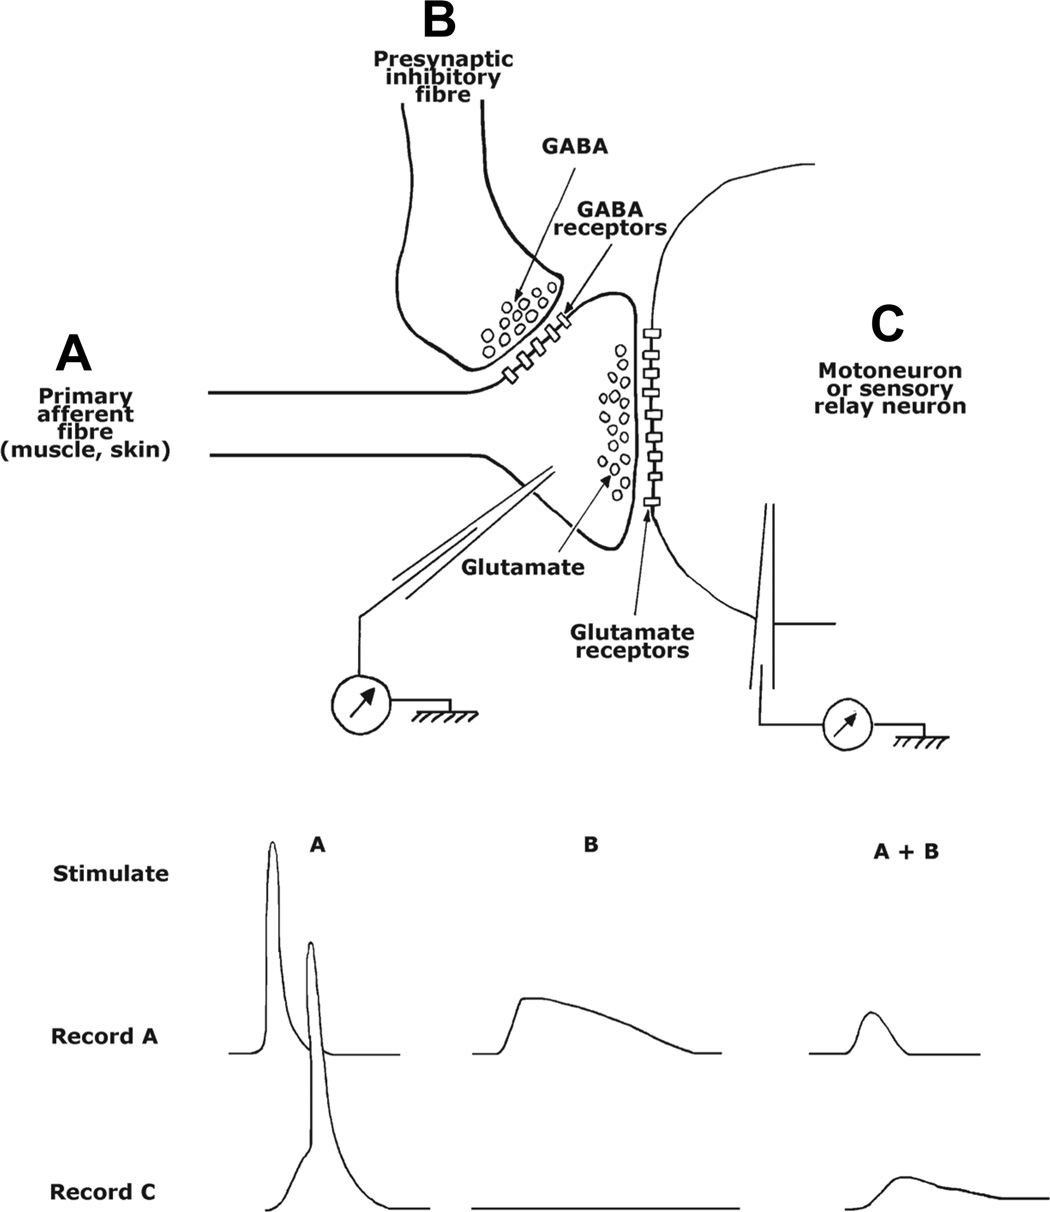 B
Presynaptic
inhibitory
fibre
GABA
GABA
receptors
A
Primary
afferent
fibre
(muscle, skin)
C
Motoneuron
or sensory
relay neuron
Glutamate
Glutamate
receptors
Stimulate
A
B
A + B
Record A
Record C